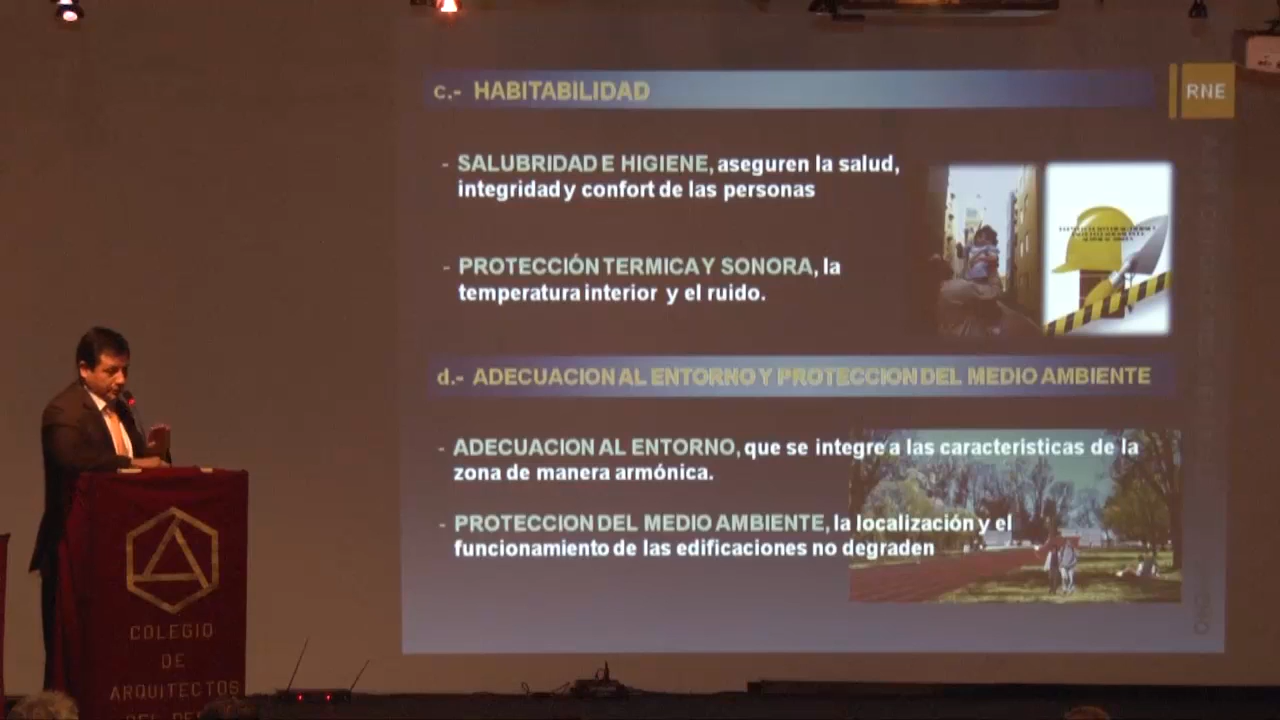 c.- HABITABILIDAD
RNE
- SALUBRIDAD E HIGIENE, aseguren la salud,
integridad y confort de las personas
- PROTECCIÓN TERMICA Y SONORA, la
temperatura interior y el ruido.
d.- ADECUACION AL ENTORNO Y PROTECCION DEL MEDIO AMBIENTE
- ADECUACION AL ENTORNO, que se integre a las características de la
zona de manera armónica.
- PROTECCION DEL MEDIO AMBIENTE, la localización y el
funcionamiento de las edificaciones no degraden
COLEGIO
DE
ARQUITECTOS
DEL